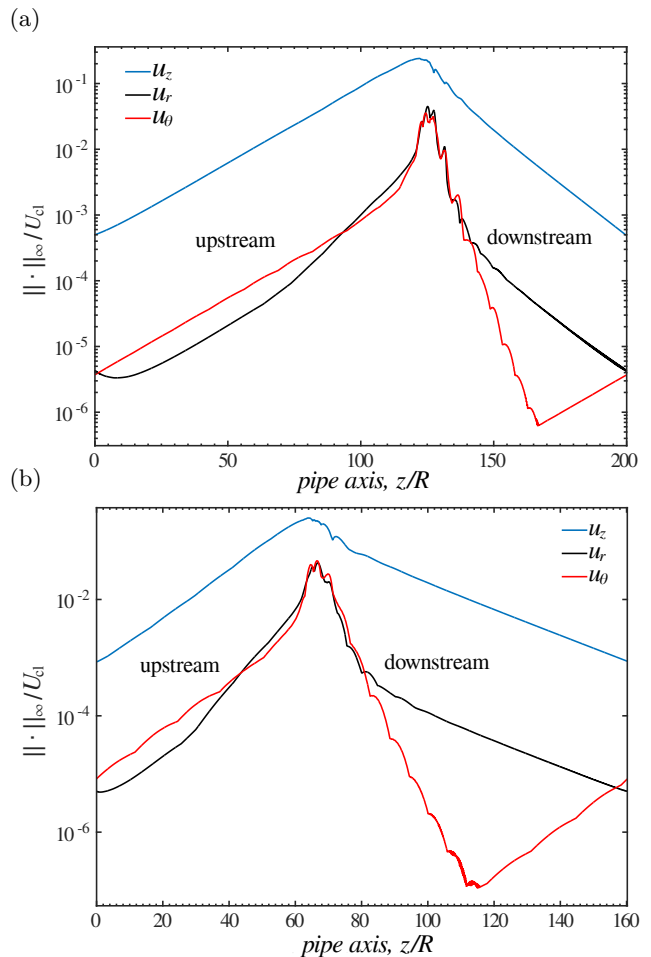 (a)
10⁻¹
10⁻²
10⁻³
10⁻⁴
10⁻⁵
10⁻⁶
|| · ||∞ / U_cl
u_z
u_r
u_θ
upstream
downstream
0 50 100 150 200
pipe axis, z/R
(b)
10⁻²
10⁻⁴
10⁻⁶
|| · ||∞ / U_cl
u_z
u_r
u_θ
upstream
downstream
0 20 40 60 80 100 120 140 160
pipe axis, z/R